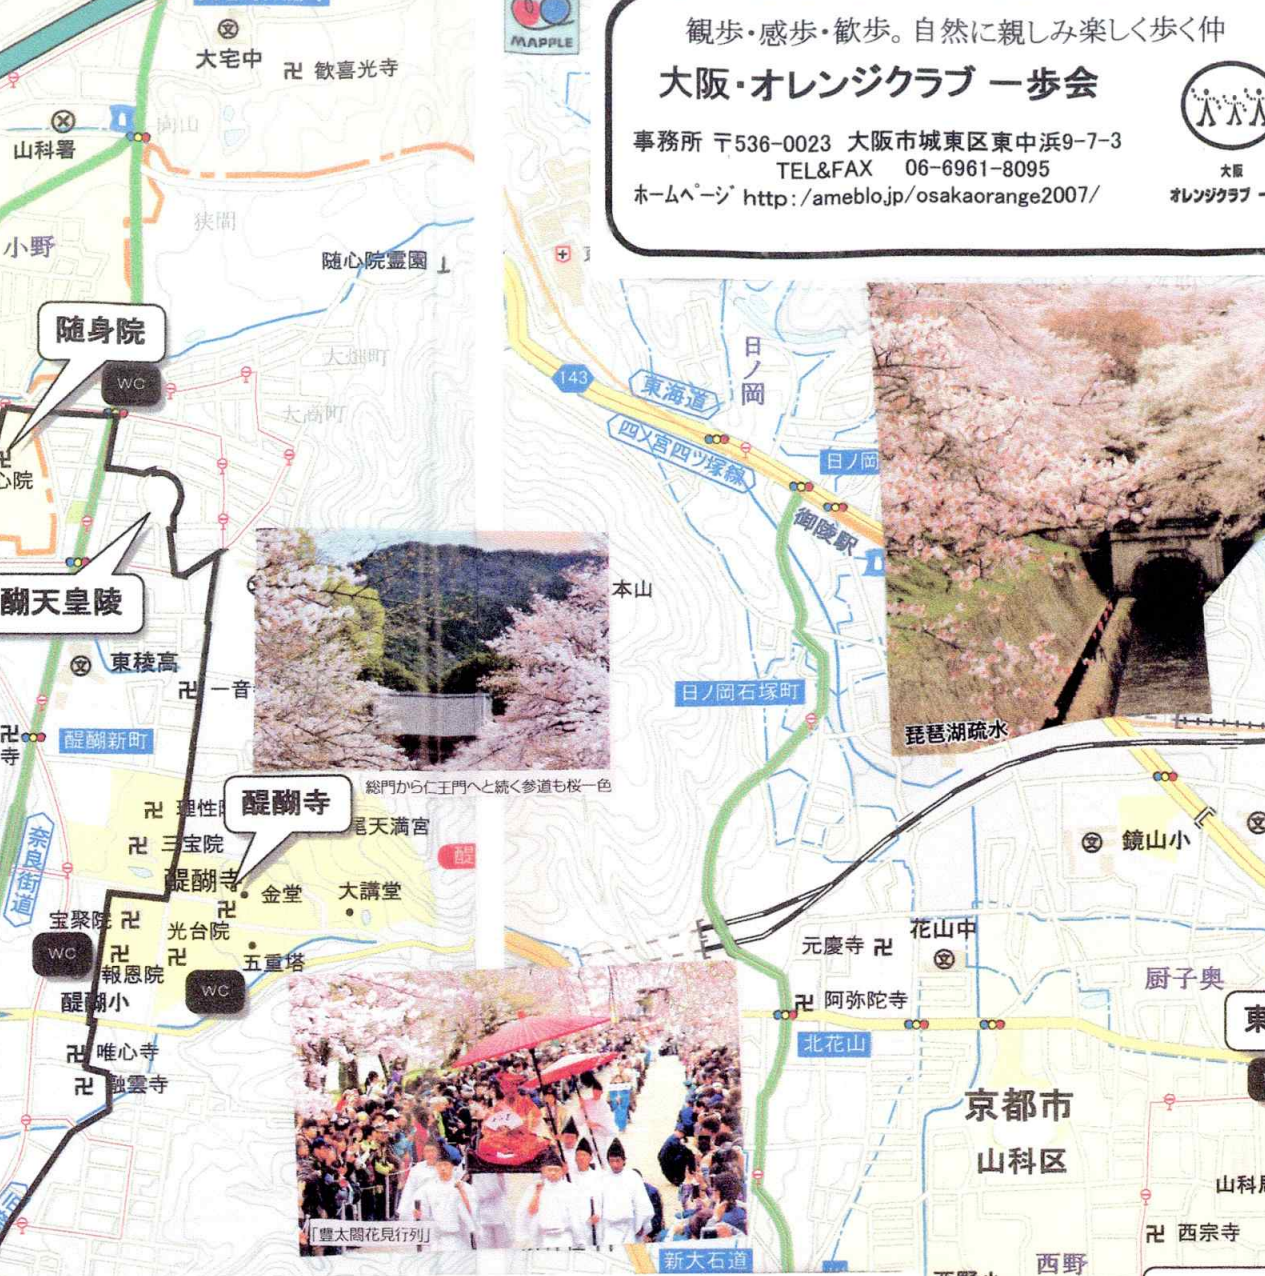 MAPPLE
観歩・感歩・歓歩。自然に親しみ楽しく歩く仲
大阪・オレンジクラブ 一歩会
事務所 〒536-0023 大阪市城東区東中浜9-7-3
TEL&FAX 06-6961-8095
ホームページ http:/ameblo.jp/osakaorange2007/
大阪
オレンジクラブ 一
大宅中
歓喜光寺
向山
山科署
狭間
小野
随心院霊園
随身院
WC
大畑町
大高町
心院
醐天皇陵
東稜高
一音
寺
醍醐新町
本山
総門から仁王門へと続く参道も桜一色
醍醐寺
理性
尾天満宮
三宝院
醍
奈良街道
醍醐寺
金堂
大講堂
宝聚院
光台院
WC
五重塔
報恩院
WC
醍醐小
唯心寺
融雲寺
「豊太閤花見行列」
143
東海道
四ノ宮四ツ塚線
日ノ岡
日ノ岡
御陵駅
日ノ岡石塚町
琵琶湖疏水
鏡山小
元慶寺
花山中
厨子奥
阿弥陀寺
北花山
東
京都市
山科区
山科
西宗寺
新大石道
西野